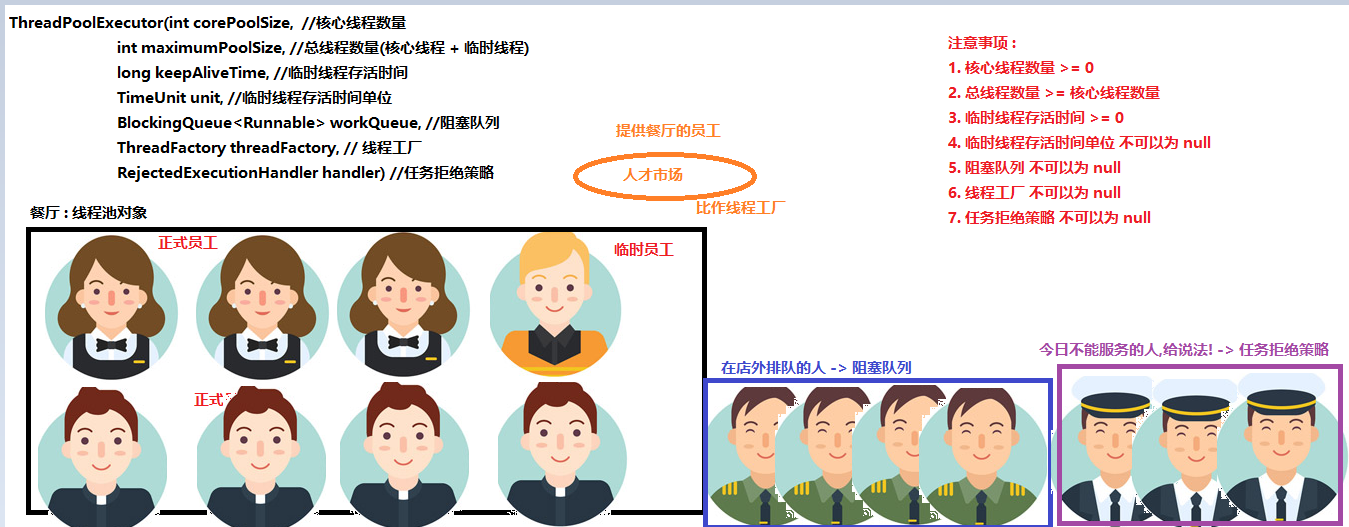 ThreadPoolExecutor(int corePoolSize, //核心线程数量
int maximumPoolSize, //总线程数量(核心线程 + 临时线程)
long keepAliveTime, //临时线程存活时间
TimeUnit unit, //临时线程存活时间单位
BlockingQueue<Runnable> workQueue, //阻塞队列
ThreadFactory threadFactory, // 线程工厂
RejectedExecutionHandler handler) //任务拒绝策略
注意事项 :
1. 核心线程数量 >= 0
2. 总线程数量 >= 核心线程数量
3. 临时线程存活时间 >= 0
4. 临时线程存活时间单位 不可以为 null
5. 阻塞队列 不可以为 null
6. 线程工厂 不可以为 null
7. 任务拒绝策略 不可以为 null
提供餐厅的员工
人才市场
比作线程工厂
餐厅 : 线程池对象
正式员工
临时员工
正式
在店外排队的人 -> 阻塞队列
今日不能服务的人,给说法! -> 任务拒绝策略